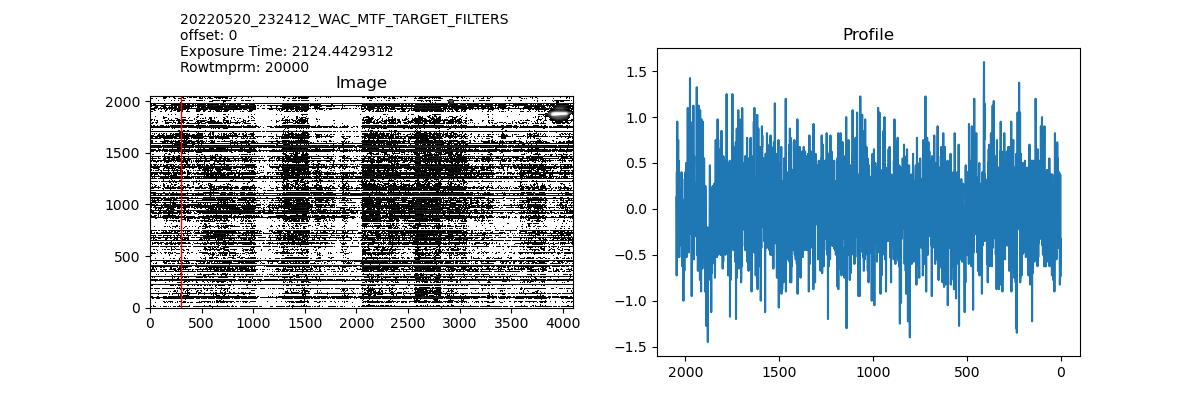 20220520_232412_WAC_MTF_TARGET_FILTERS
offset: 0
Exposure Time: 2124.4429312
Rowtmprm: 20000
Image
2000
1500
1000
500
0
0 500 1000 1500 2000 2500 3000 3500 4000
Profile
1.5
1.0
0.5
0.0
−0.5
−1.0
−1.5
2000 1500 1000 500 0